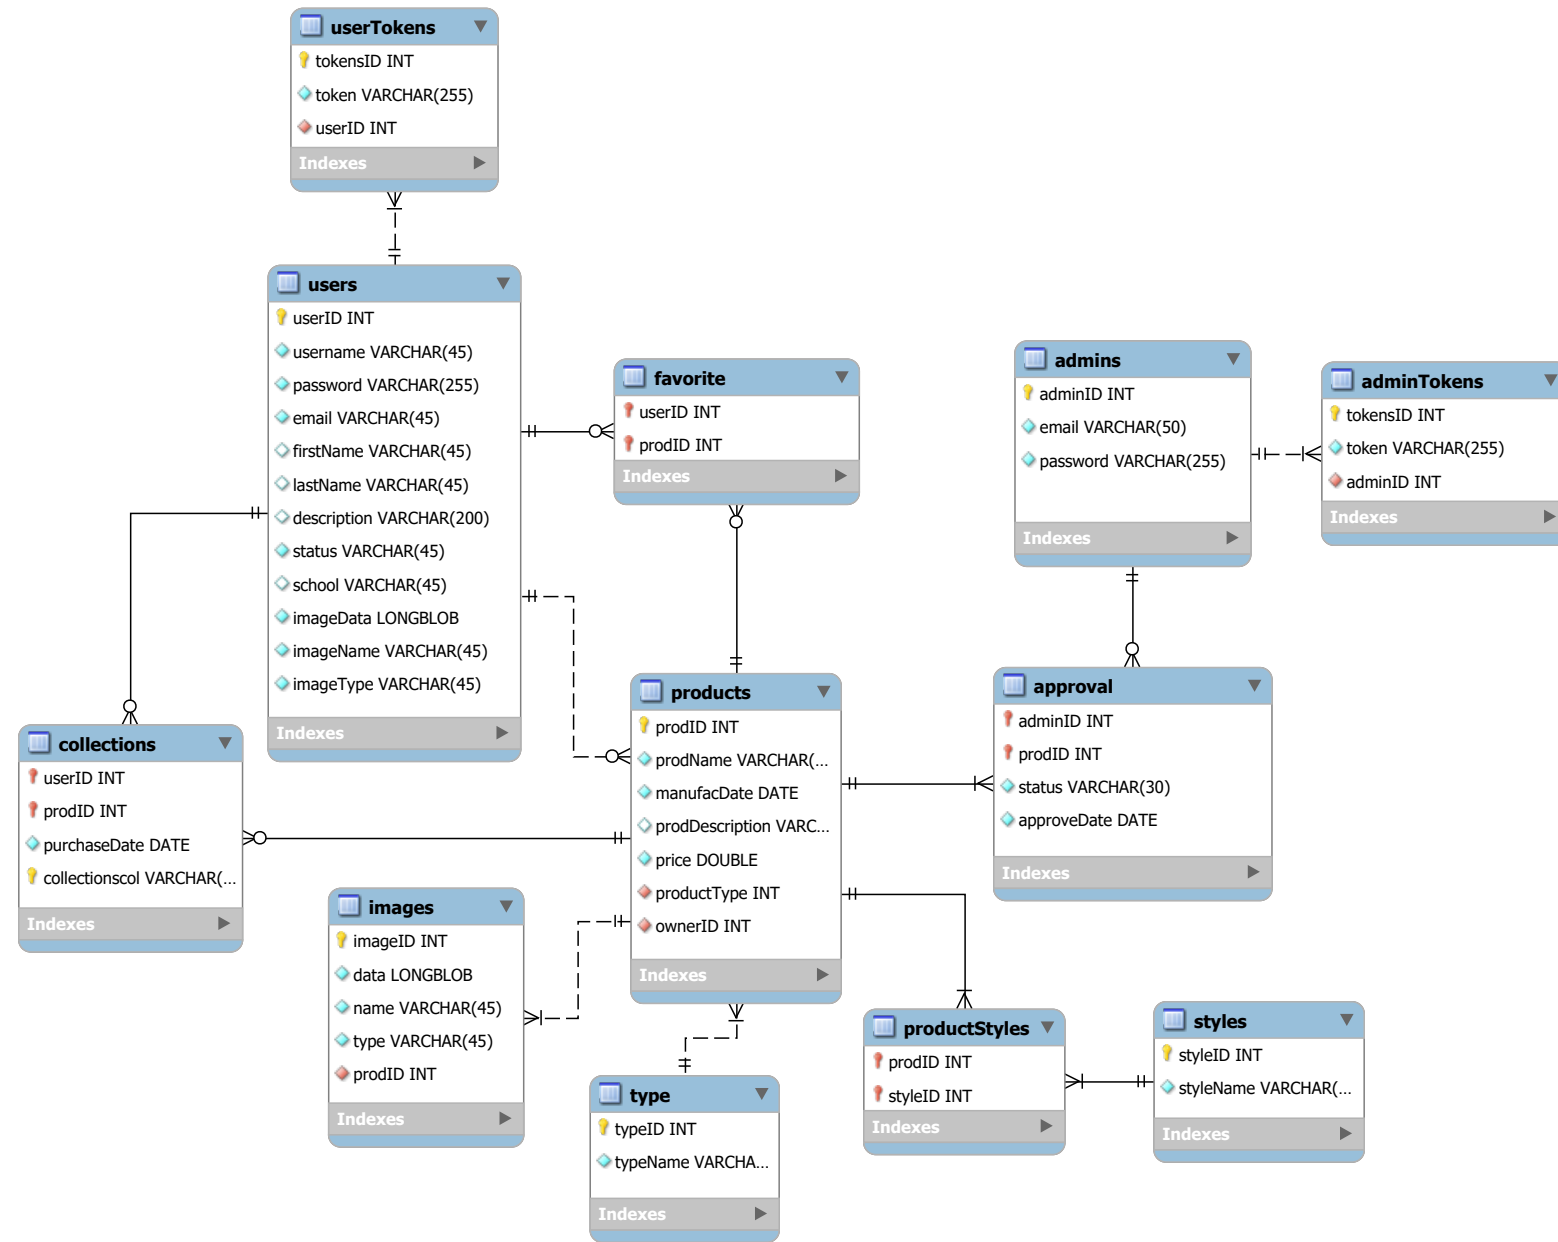 userTokens
tokensID INT
token VARCHAR(255)
userID INT
Indexes
users
userID INT
username VARCHAR(45)
password VARCHAR(255)
email VARCHAR(45)
firstName VARCHAR(45)
lastName VARCHAR(45)
description VARCHAR(200)
status VARCHAR(45)
school VARCHAR(45)
imageData LONGBLOB
imageName VARCHAR(45)
imageType VARCHAR(45)
Indexes
favorite
userID INT
prodID INT
Indexes
admins
adminID INT
email VARCHAR(50)
password VARCHAR(255)
Indexes
adminTokens
tokensID INT
token VARCHAR(255)
adminID INT
Indexes
collections
userID INT
prodID INT
purchaseDate DATE
collectionscol VARCHAR(...
Indexes
products
prodID INT
prodName VARCHAR(...
manufacDate DATE
prodDescription VARC...
price DOUBLE
productType INT
ownerID INT
Indexes
approval
adminID INT
prodID INT
status VARCHAR(30)
approveDate DATE
Indexes
images
imageID INT
data LONGBLOB
name VARCHAR(45)
type VARCHAR(45)
prodID INT
Indexes
type
typeID INT
typeName VARCHA...
Indexes
productStyles
prodID INT
styleID INT
Indexes
styles
styleID INT
styleName VARCHAR(...
Indexes